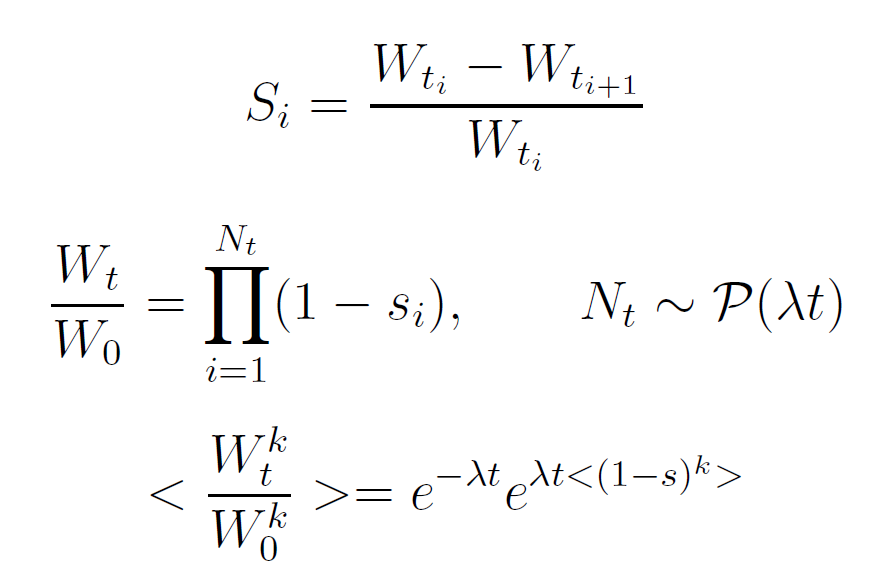 S_i = \frac{W_{t_i} - W_{t_{i+1}}}{W_{t_i}}
\frac{W_t}{W_0} = \prod_{i=1}^{N_t} (1 - s_i), \qquad N_t \sim \mathcal{P}(\lambda t)
< \frac{W_t^k}{W_0^k} > = e^{-\lambda t} e^{\lambda t <(1-s)^k>}